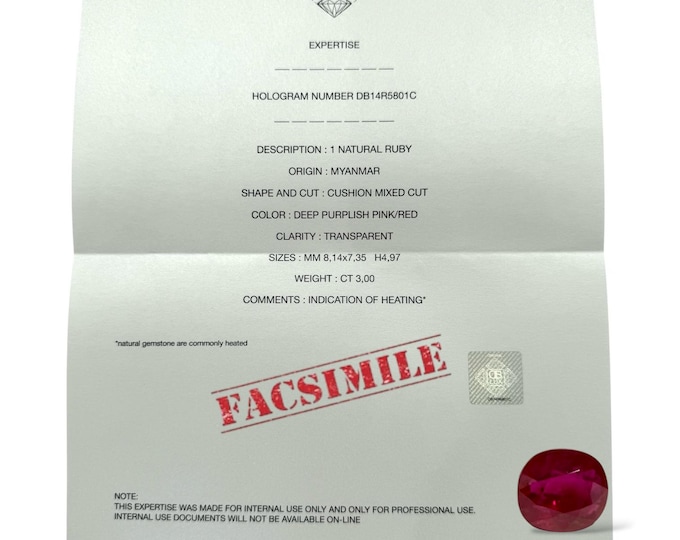 EXPERTISE
HOLOGRAM NUMBER DB14R5801C
DESCRIPTION : 1 NATURAL RUBY
ORIGIN : MYANMAR
SHAPE AND CUT : CUSHION MIXED CUT
COLOR : DEEP PURPLISH PINK/RED
CLARITY : TRANSPARENT
SIZES : MM 8,14x7,35 H4,97
WEIGHT : CT 3,00
COMMENTS : INDICATION OF HEATING*
*natural gemstone are commonly heated
FACSIMILE
NOTE:
THIS EXPERTISE WAS MADE FOR INTERNAL USE ONLY AND ONLY FOR PROFESSIONAL USE.
INTERNAL USE DOCUMENTS WILL NOT BE AVAILABLE ON-LINE